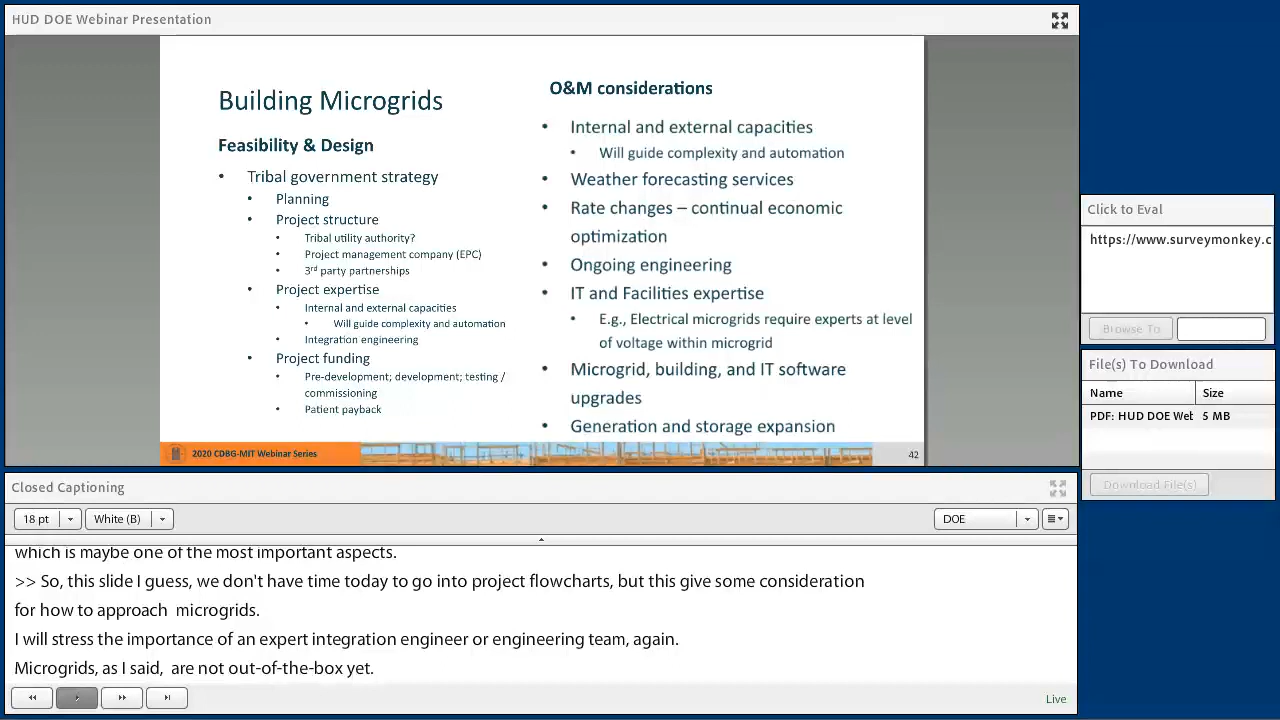 HUD DOE Webinar Presentation
Building Microgrids
Feasibility & Design
• Tribal government strategy
• Planning
• Project structure
• Tribal utility authority?
• Project management company (EPC)
• 3rd party partnerships
• Project expertise
• Internal and external capacities
• Will guide complexity and automation
• Integration engineering
• Project funding
• Pre-development; development; testing /
commissioning
• Patient payback
O&M considerations
• Internal and external capacities
• Will guide complexity and automation
• Weather forecasting services
• Rate changes – continual economic
optimization
• Ongoing engineering
• IT and Facilities expertise
• E.g., Electrical microgrids require experts at level
of voltage within microgrid
• Microgrid, building, and IT software
upgrades
• Generation and storage expansion
2020 CDBG-MIT Webinar Series
42
Click to Eval
https://www.surveymonkey.c
Browse To
File(s) To Download
Name Size
PDF: HUD DOE Wet 5 MB
Download File(s)
Closed Captioning
18 pt White (B) DOE
which is maybe one of the most important aspects.
>> So, this slide I guess, we don't have time today to go into project flowcharts, but this give some consideration
for how to approach microgrids.
I will stress the importance of an expert integration engineer or engineering team, again.
Microgrids, as I said, are not out-of-the-box yet.
Live